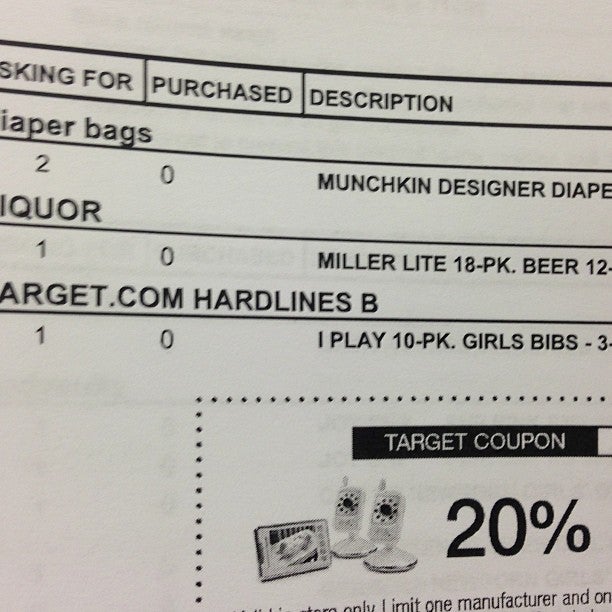 SKING FOR PURCHASED DESCRIPTION
iaper bags
2 0 MUNCHKIN DESIGNER DIAPE
IQUOR
1 0 MILLER LITE 18-PK. BEER 12-
ARGET.COM HARDLINES B
1 0 I PLAY 10-PK. GIRLS BIBS - 3-
TARGET COUPON
20%
store only. Limit one manufacturer and on